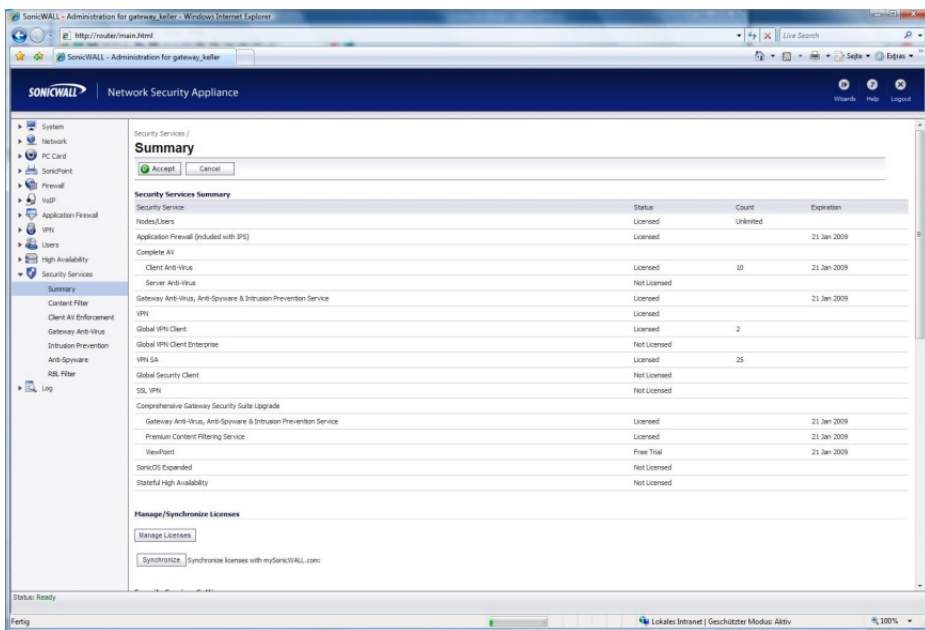 SonicWALL - Administration for gateway_keller - Windows Internet Explorer
http://router/main.html
Live Search
SonicWALL - Administration for gateway_keller
Seite
Extras
SONICWALL
Network Security Appliance
Wizards
Help
Logout
System
Network
PC Card
SonicPoint
Firewall
VoIP
Application Firewall
VPN
Users
High Availability
Security Services
Summary
Content Filter
Client AV Enforcement
Gateway Anti-Virus
Intrusion Prevention
Anti-Spyware
RBL Filter
Log
Security Services /
Summary
Accept
Cancel
Security Services Summary
Security Service Status Count Expiration
Nodes/Users Licensed Unlimited
Application Firewall (included with IPS) Licensed 21 Jan 2009
Complete AV
Client Anti-Virus Licensed 10 21 Jan 2009
Server Anti-Virus Not Licensed
Gateway Anti-Virus, Anti-Spyware & Intrusion Prevention Service Licensed 21 Jan 2009
VPN Licensed
Global VPN Client Licensed 2
Global VPN Client Enterprise Not Licensed
VPN SA Licensed 25
Global Security Client Not Licensed
SSL VPN Not Licensed
Comprehensive Gateway Security Suite Upgrade
Gateway Anti-Virus, Anti-Spyware & Intrusion Prevention Service Licensed 21 Jan 2009
Premium Content Filtering Service Licensed 21 Jan 2009
ViewPoint Free Trial 21 Jan 2009
SonicOS Expanded Not Licensed
Stateful High Availability Not Licensed
Manage/Synchronize Licenses
Manage Licenses
Synchronize Synchronize licenses with mySonicWALL.com:
Status: Ready
Fertig
Lokales Intranet | Geschützter Modus: Aktiv
100%